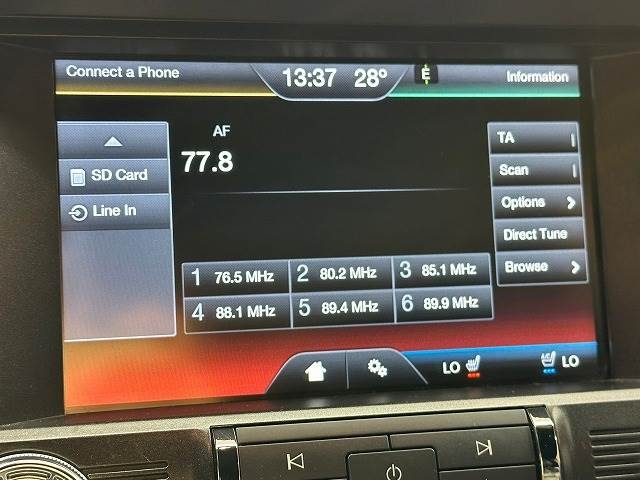 Connect a Phone
13:37 28° E
Information
SD Card
Line In
AF
77.8
TA
Scan
Options
Direct Tune
Browse
1 76.5 MHz 2 80.2 MHz 3 85.1 MHz
4 88.1 MHz 5 89.4 MHz 6 89.9 MHz
LO
LO